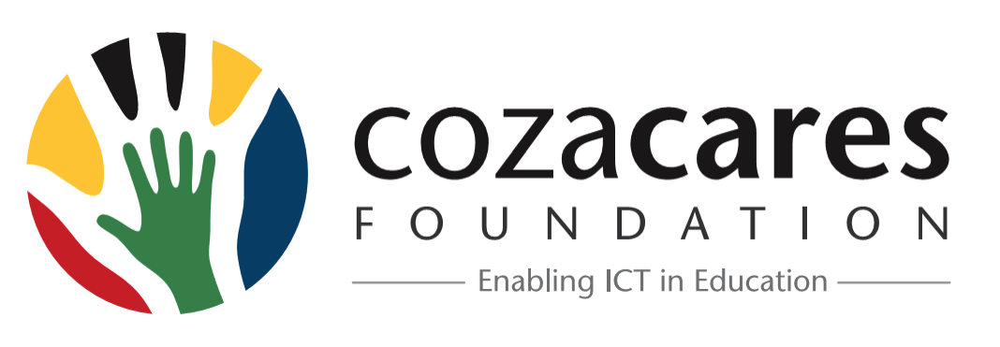 cozacares
FOUNDATION
Enabling ICT in Education